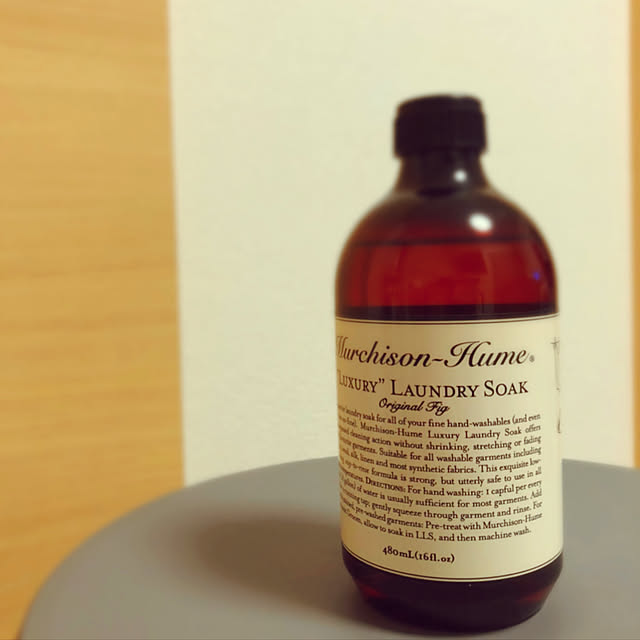 Murchison-Hume®
"LUXURY" LAUNDRY SOAK
Original Fig
laundry soak for all of your fine hand-washables (and even
fine). Murchison-Hume Luxury Laundry Soak offers
cleaning action without shrinking, stretching or fading
garments. Suitable for all washable garments including
silk, linen and most synthetic fabrics. This exquisite low
formula is strong, but utterly safe to use in all
DIRECTIONS: For hand washing: 1 capful per every
of water is usually sufficient for most garments. Add
gently squeeze through garment and rinse. For
pre-washed garments: Pre-treat with Murchison-Hume
allow to soak in LLS, and then machine wash.
480mL(16fl.oz)